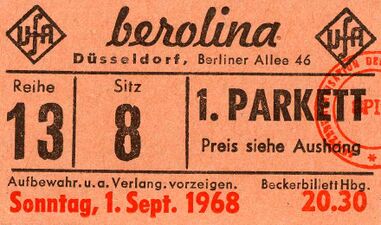 UFA berolina UFA
Düsseldorf, Berliner Allee 46
Reihe Sitz
13 8 1. PARKETT
Preis siehe Aushang
Aufbewahr. u. a. Verlang. vorzeigen. Beckerbillett Hbg.
Sonntag, 1. Sept. 1968 20.30